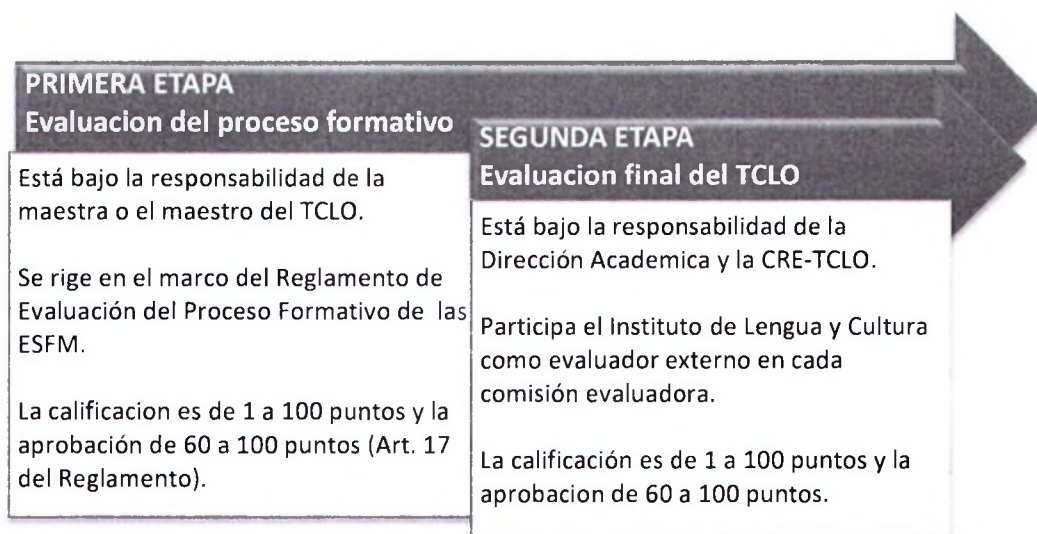 PRIMERA ETAPA
Evaluacion del proceso formativo
Está bajo la responsabilidad de la
maestra o el maestro del TCLO.
Se rige en el marco del Reglamento de
Evaluación del Proceso Formativo de las
ESFM.
La calificacion es de 1 a 100 puntos y la
aprobación de 60 a 100 puntos (Art. 17
del Reglamento).
SEGUNDA ETAPA
Evaluacion final del TCLO
Está bajo la responsabilidad de la
Dirección Academica y la CRE-TCLO.
Participa el Instituto de Lengua y Cultura
como evaluador externo en cada
comisión evaluadora.
La calificación es de 1 a 100 puntos y la
aprobacion de 60 a 100 puntos.